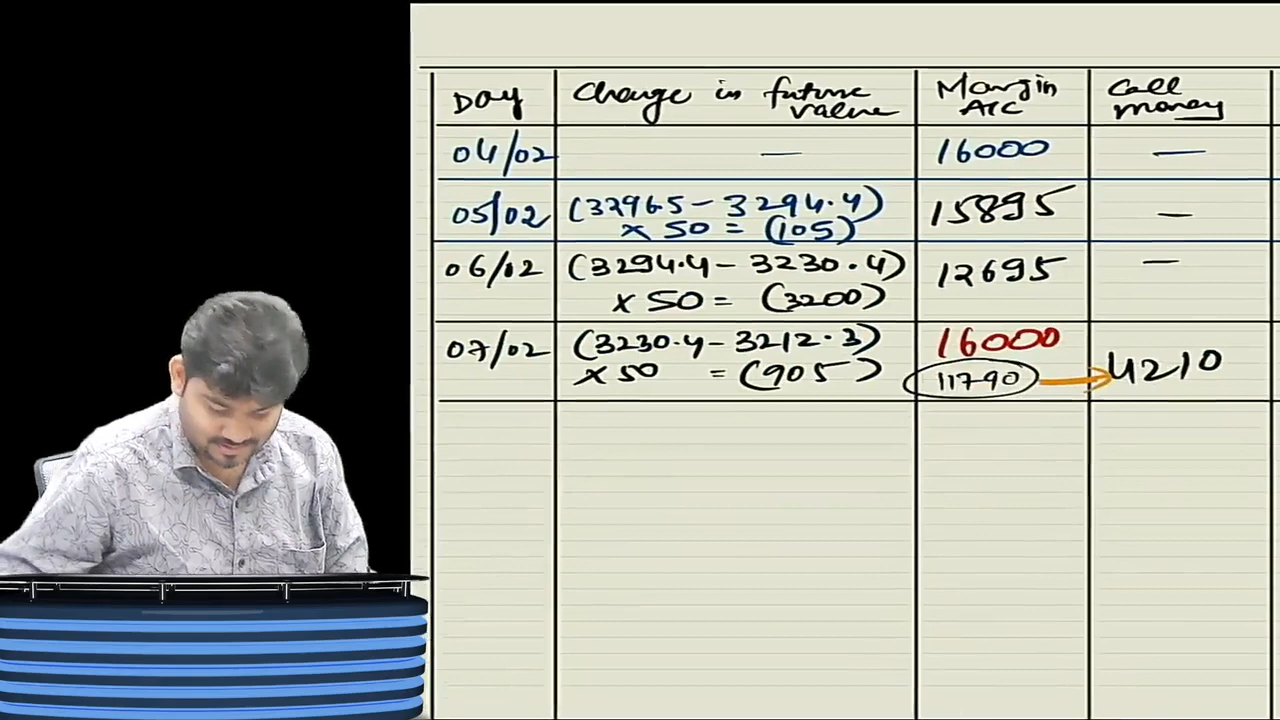 Day Change in future value Margin A/C Call money
04/02 — 16000 —
05/02 (3296.5 - 3294.4) x 50 = (105) 15895 —
06/02 (3294.4 - 3230.4) x 50 = (3200) 12695 —
07/02 (3230.4 - 3212.3) x 50 = (905) 16000 11790 4210